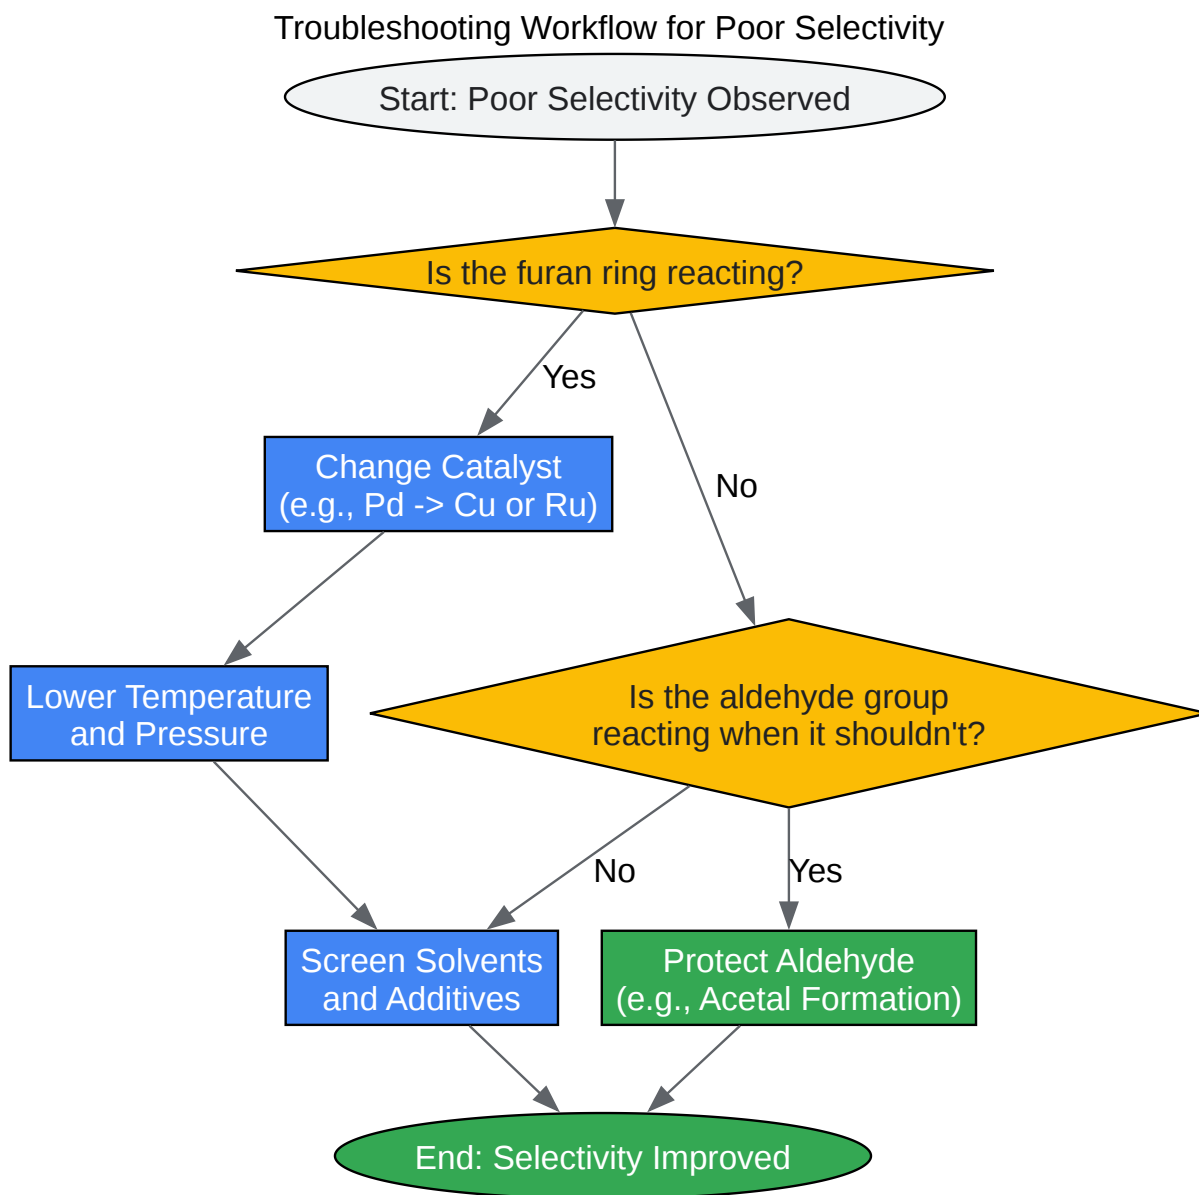 Troubleshooting Workflow for Poor Selectivity
Start: Poor Selectivity Observed
Is the furan ring reacting?
Yes
Change Catalyst
(e.g., Pd -> Cu or Ru)
No
Lower Temperature
and Pressure
Is the aldehyde group
reacting when it shouldn't?
No
Yes
Screen Solvents
and Additives
Protect Aldehyde
(e.g., Acetal Formation)
End: Selectivity Improved